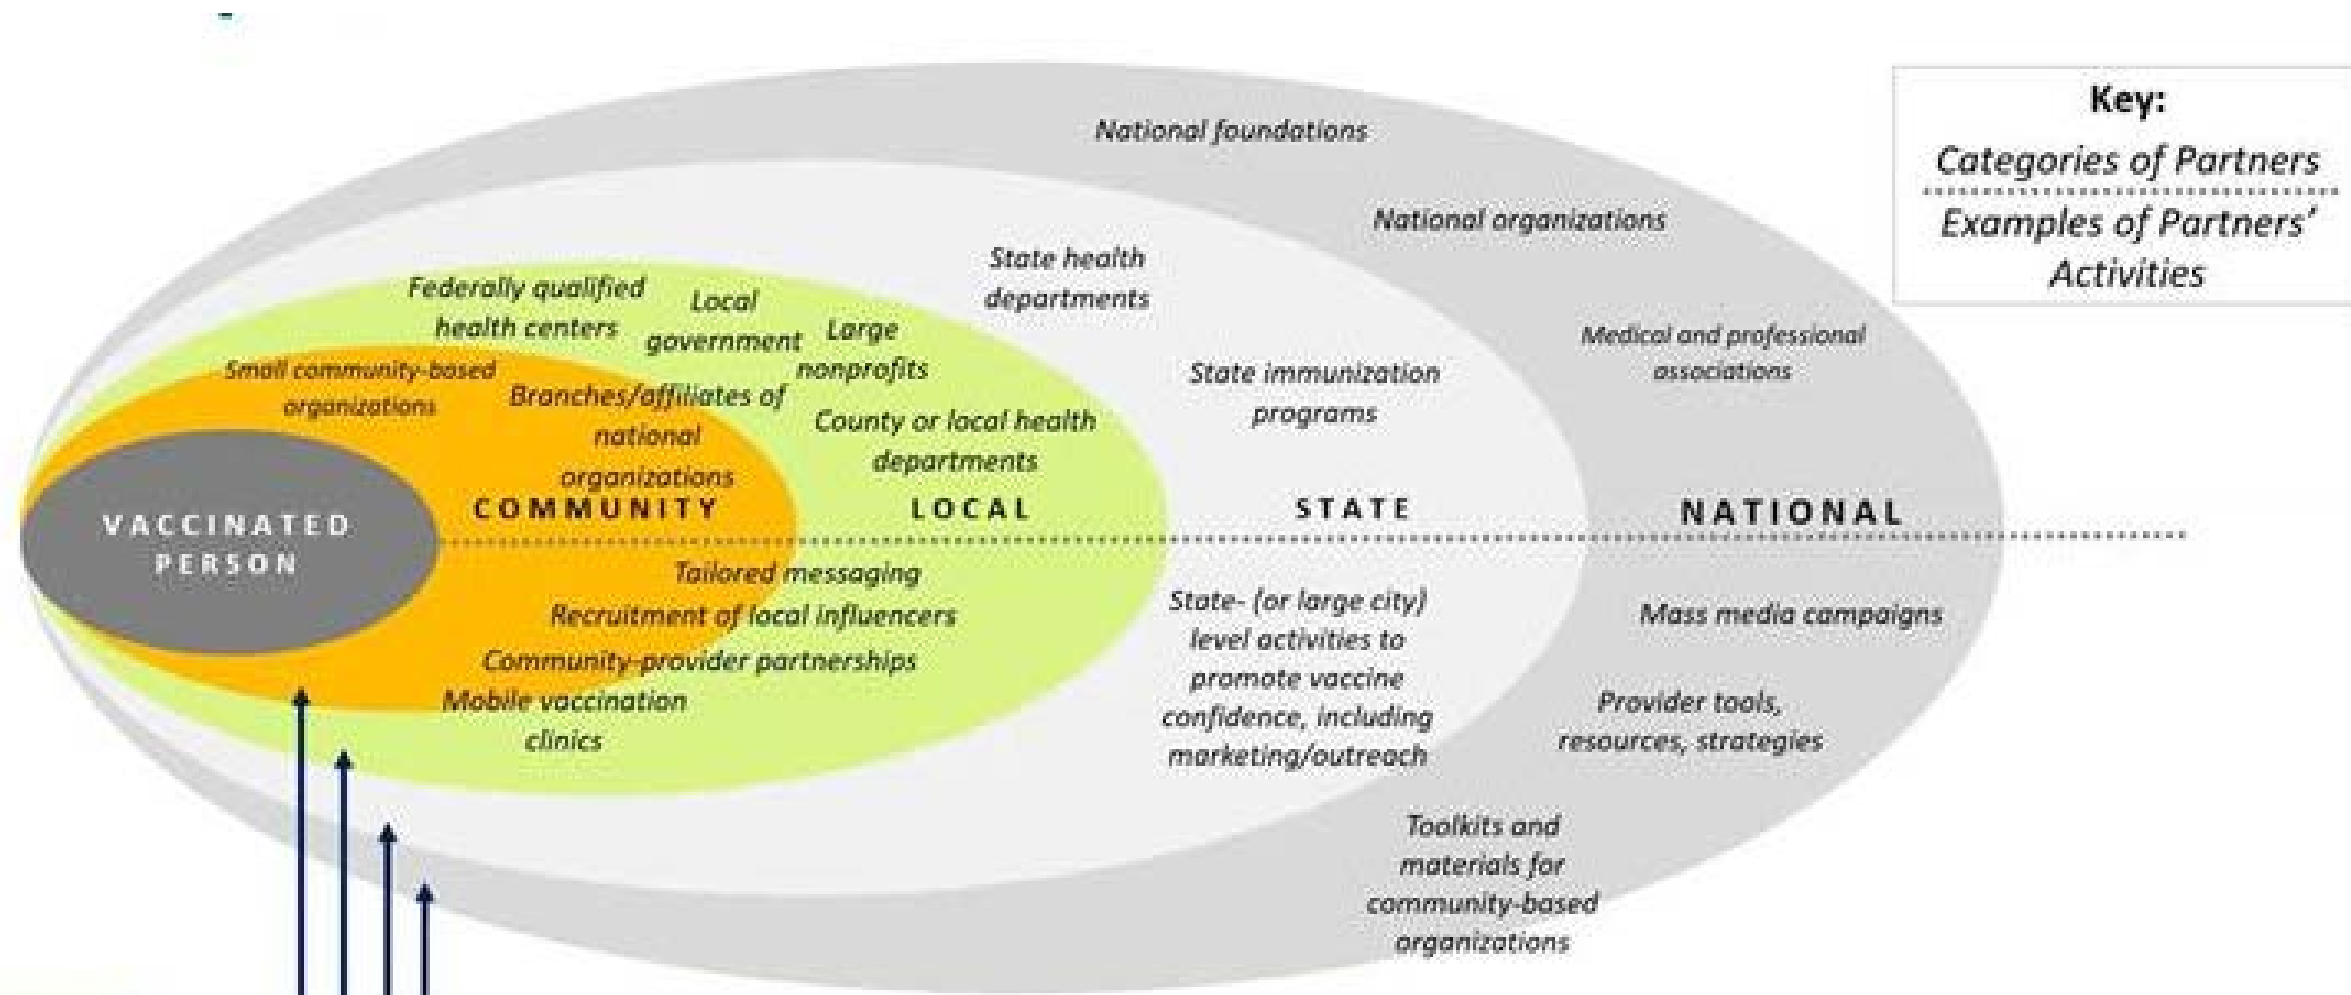 Key:
Categories of Partners
Examples of Partners'
Activities
National foundations
National organizations
Medical and professional
associations
State health
departments
State immunization
programs
Federally qualified
health centers
Local
government
Large
nonprofits
County or local health
departments
Small community-based
organizations
Branches/affiliates of
national
organizations
VACCINATED
PERSON
COMMUNITY
LOCAL
STATE
NATIONAL
Tailored messaging
Recruitment of local influencers
Community-provider partnerships
Mobile vaccination
clinics
State- (or large city)
level activities to
promote vaccine
confidence, including
marketing/outreach
Mass media campaigns
Provider tools,
resources, strategies
Toolkits and
materials for
community-based
organizations